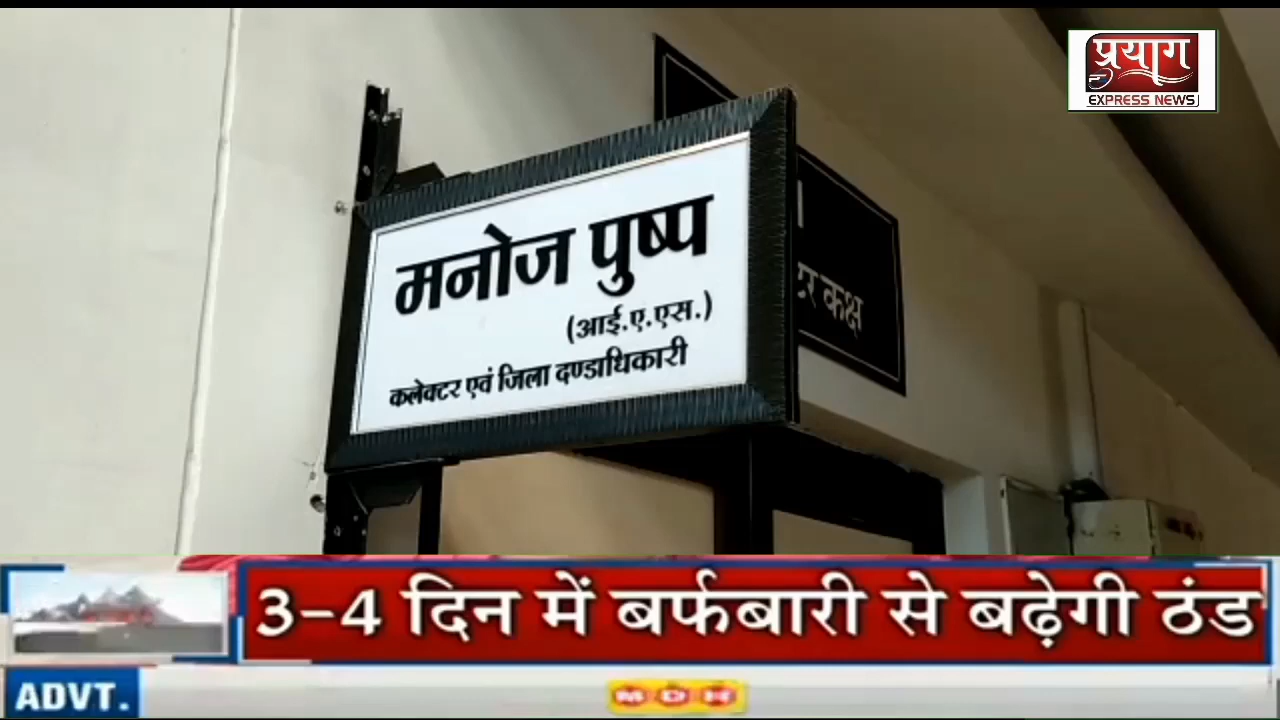 प्रयाग
EXPRESS NEWS
मनोज पुष्प
(आई.ए.एस.)
कलेक्टर एवं जिला दण्डाधिकारी
कक्ष
3-4 दिन में बर्फबारी से बढ़ेगी ठंड
ADVT.